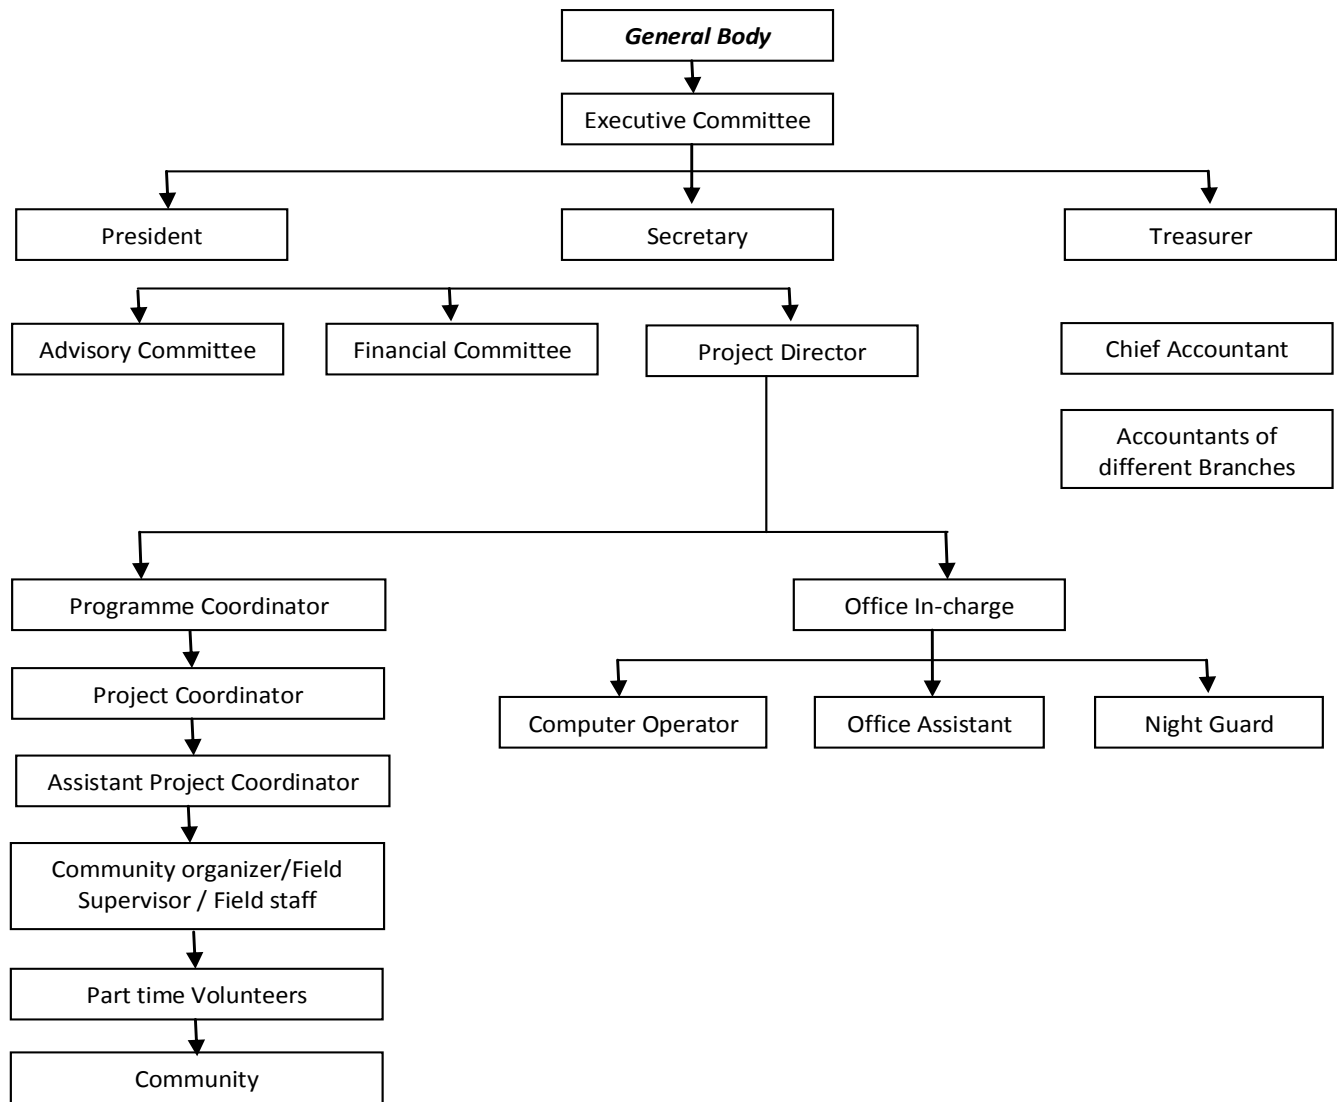 General Body
Executive Committee
President
Secretary
Treasurer
Advisory Committee
Financial Committee
Project Director
Chief Accountant
Accountants of
different Branches
Programme Coordinator
Office In-charge
Project Coordinator
Computer Operator
Office Assistant
Night Guard
Assistant Project Coordinator
Community organizer/Field
Supervisor / Field staff
Part time Volunteers
Community